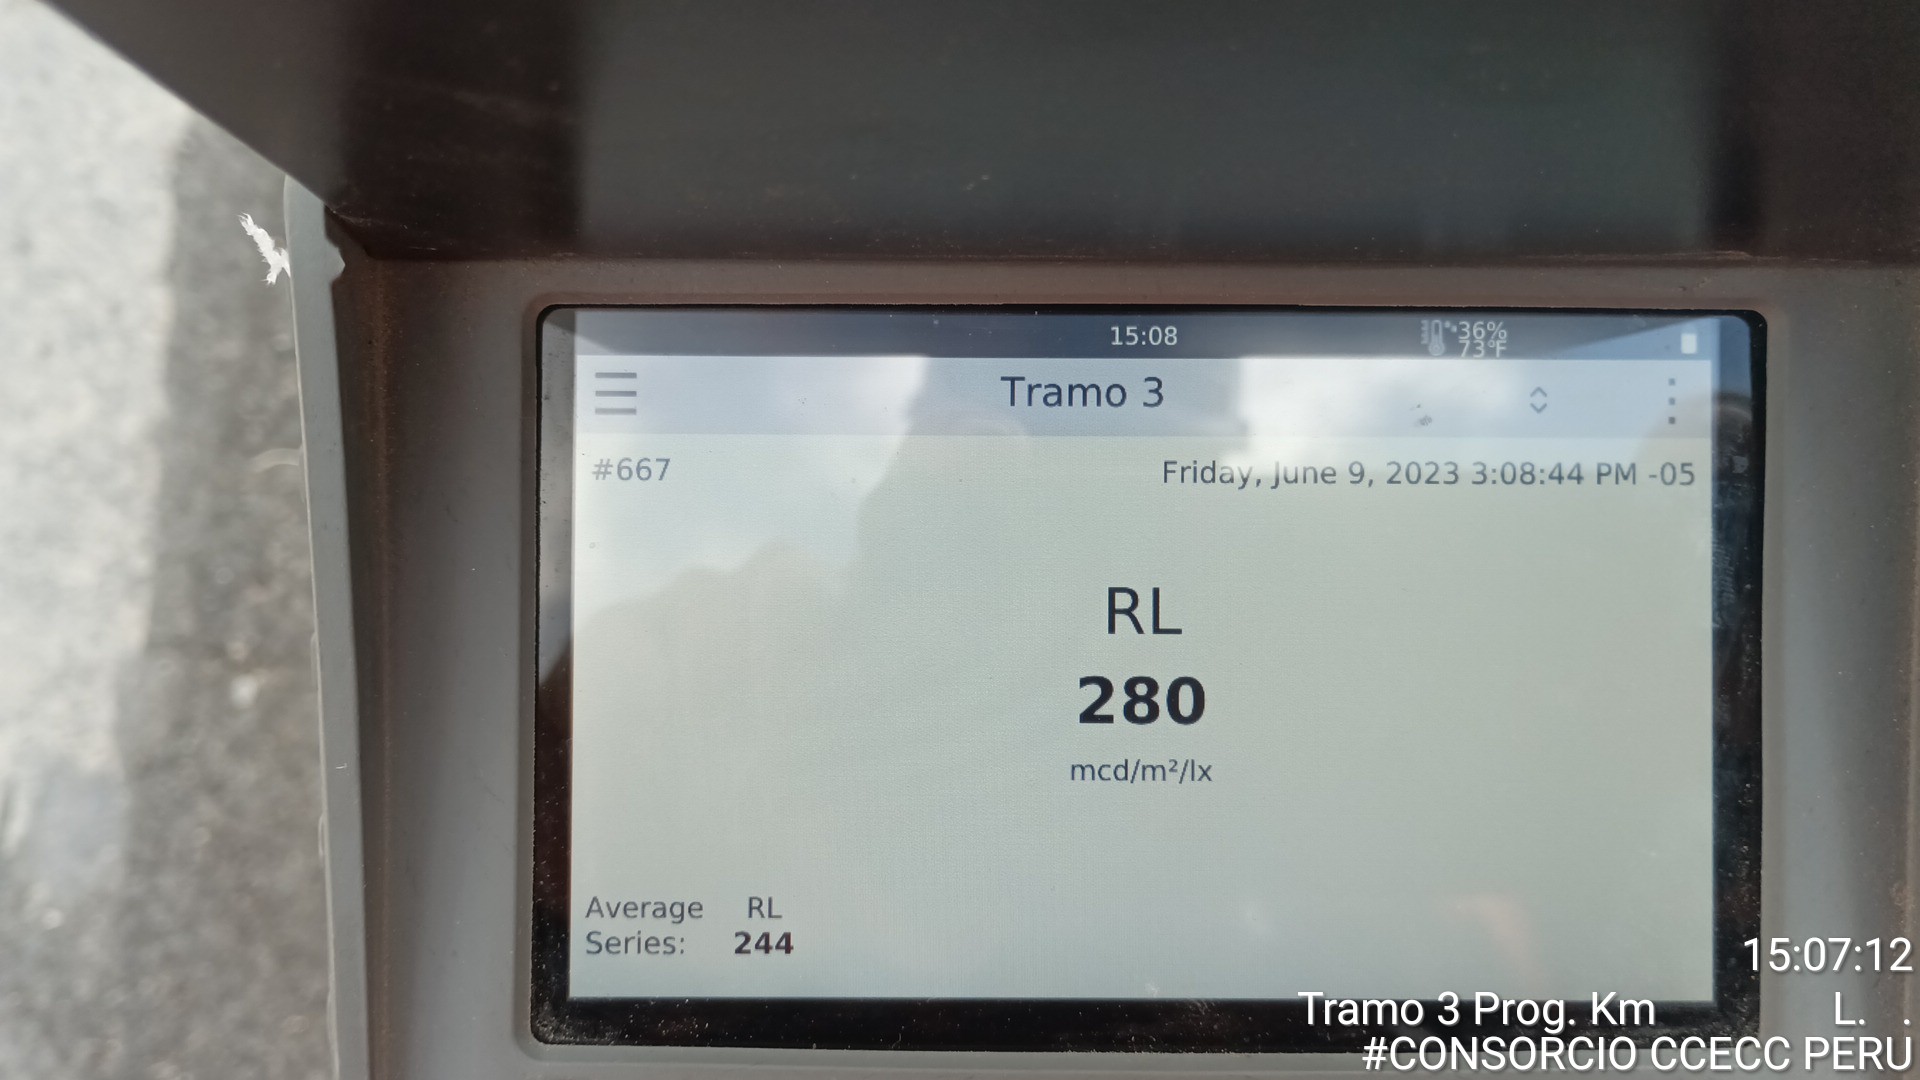 15:08
36%
73°F
Tramo 3
#667
Friday, June 9, 2023 3:08:44 PM -05
RL
280
mcd/m²/lx
Average RL
Series: 244
15:07:12
Tramo 3 Prog. Km L. .
#CONSORCIO CCECC PERU